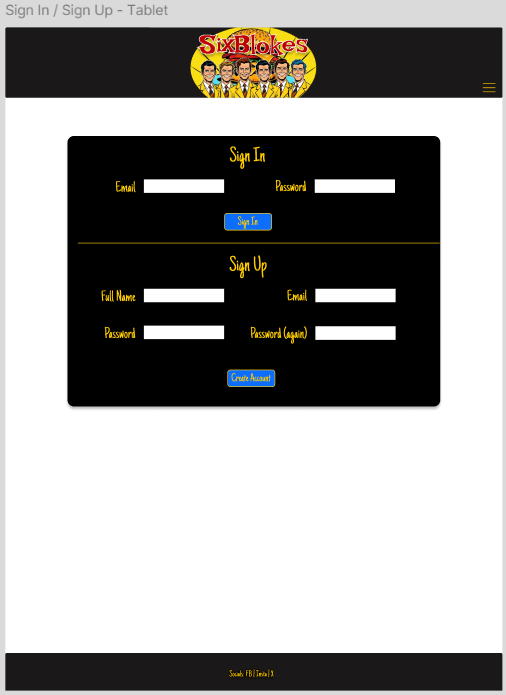 Sign In / Sign Up - Tablet
SixBlokes
Sign In
Email Password
Sign In
Sign Up
Full Name Email
Password Password (again)
Create Account
Socials: FB | Insta | X